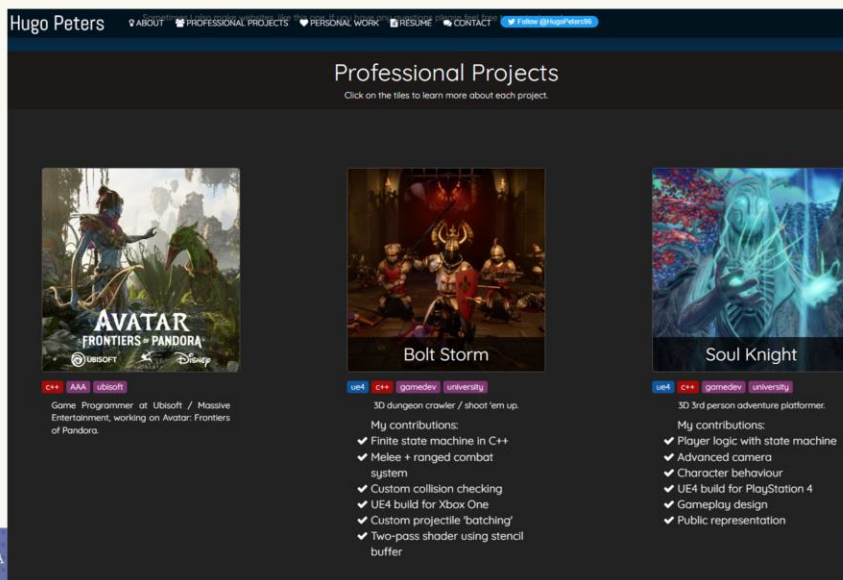 Hugo Peters
ABOUT PROFESSIONAL PROJECTS PERSONAL WORK RESUMÉ CONTACT Follow @HugoPeters96
Professional Projects
Click on the tiles to learn more about each project.
AVATAR
FRONTIERS OF PANDORA
UBISOFT Disney
c++ AAA ubisoft
Game Programmer at Ubisoft / Massive
Entertainment, working on Avatar: Frontiers
of Pandora.
Bolt Storm
ue4 c++ gamedev university
3D dungeon crawler / shoot 'em up.
My contributions:
Finite state machine in C++
Melee + ranged combat
system
Custom collision checking
UE4 build for Xbox One
Custom projectile 'batching'
Two-pass shader using stencil
buffer
Soul Knight
ue4 c++ gamedev university
3D 3rd person adventure platformer.
My contributions:
Player logic with state machine
Advanced camera
Character behaviour
UE4 build for PlayStation 4
Gameplay design
Public representation